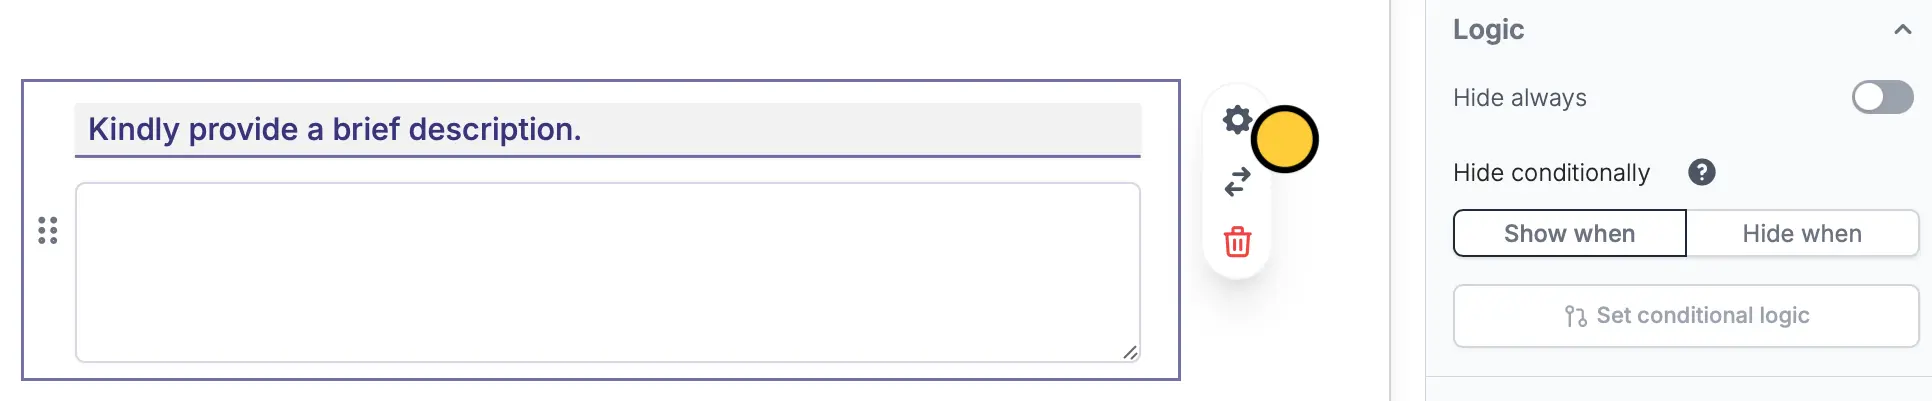 Kindly provide a brief description.
Logic
Hide always
Hide conditionally ?
Show when Hide when
Set conditional logic